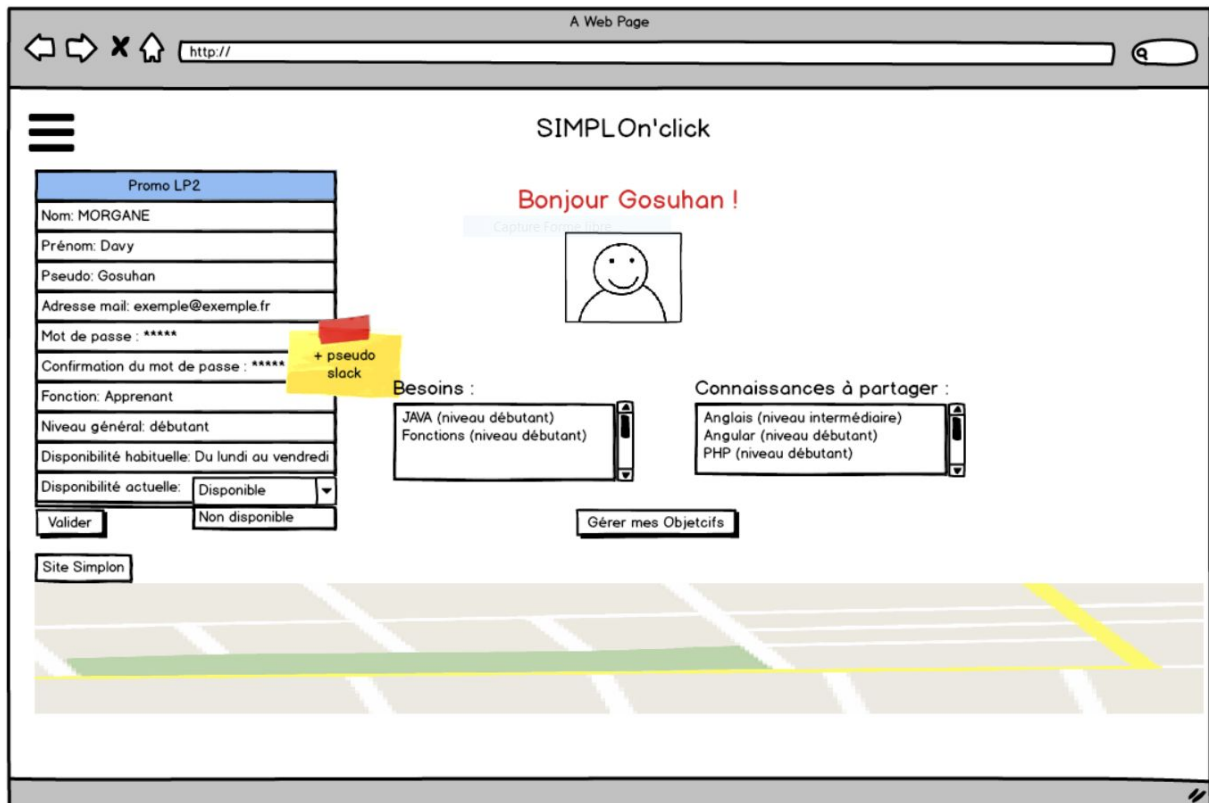 A Web Page
http://
SIMPLOn'click
Promo LP2
Nom: MORGANE
Prénom: Davy
Pseudo: Gosuhan
Adresse mail: exemple@exemple.fr
Mot de passe : *****
Confirmation du mot de passe : *****
Fonction: Apprenant
Niveau général: débutant
Disponibilité habituelle: Du lundi au vendredi
Disponibilité actuelle: Disponible
Non disponible
Valider
Site Simplon
+ pseudo
slack
Bonjour Gosuhan !
Capture Forme libre
Besoins :
JAVA (niveau débutant)
Fonctions (niveau débutant)
Connaissances à partager :
Anglais (niveau intermédiaire)
Angular (niveau débutant)
PHP (niveau débutant)
Gérer mes Objetcifs